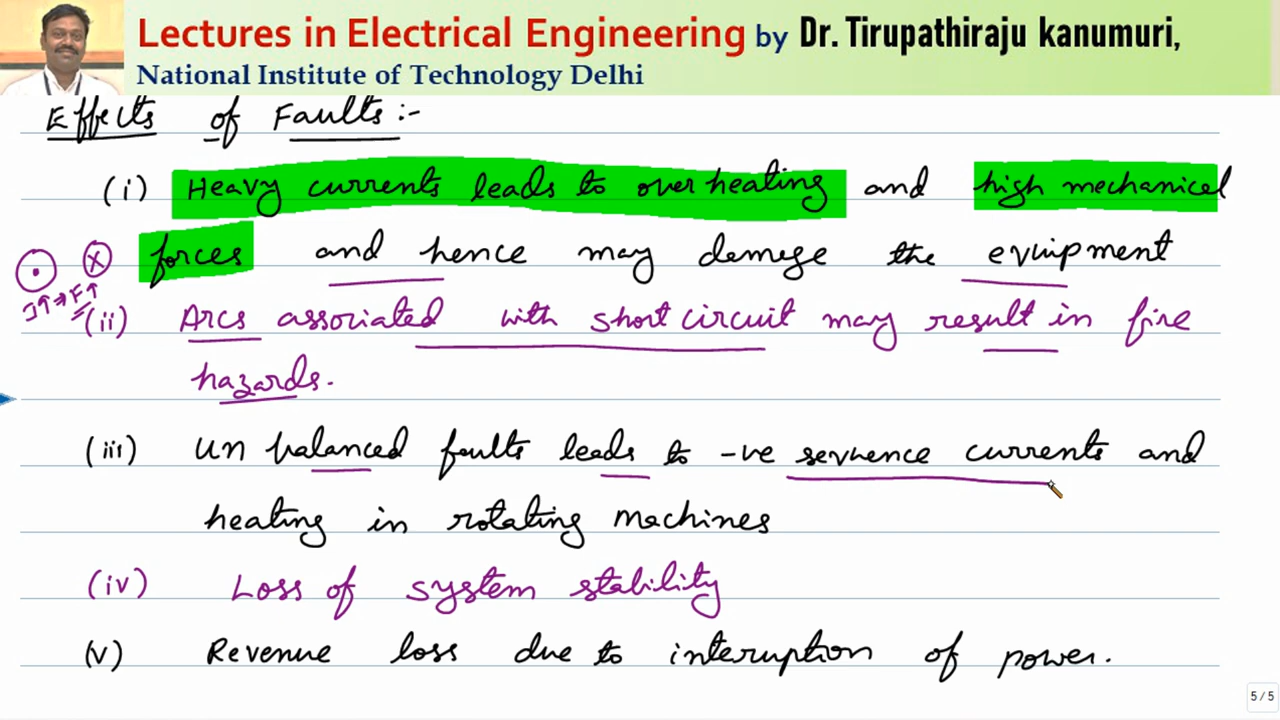 Lectures in Electrical Engineering by Dr. Tirupathiraju kanumuri,
National Institute of Technology Delhi
Effects of Faults :-
(i) Heavy currents leads to over heating and high mechanical
forces and hence may damege the equipment
I↑ ⇒ F↑
(ii) Arcs associated with short circuit may result in fire
hazards.
(iii) Un balanced faults leads to -ve sequence currents and
heating in rotating machines
(iv) Loss of system stability
(v) Revenue loss due to interuption of power.
5 / 5